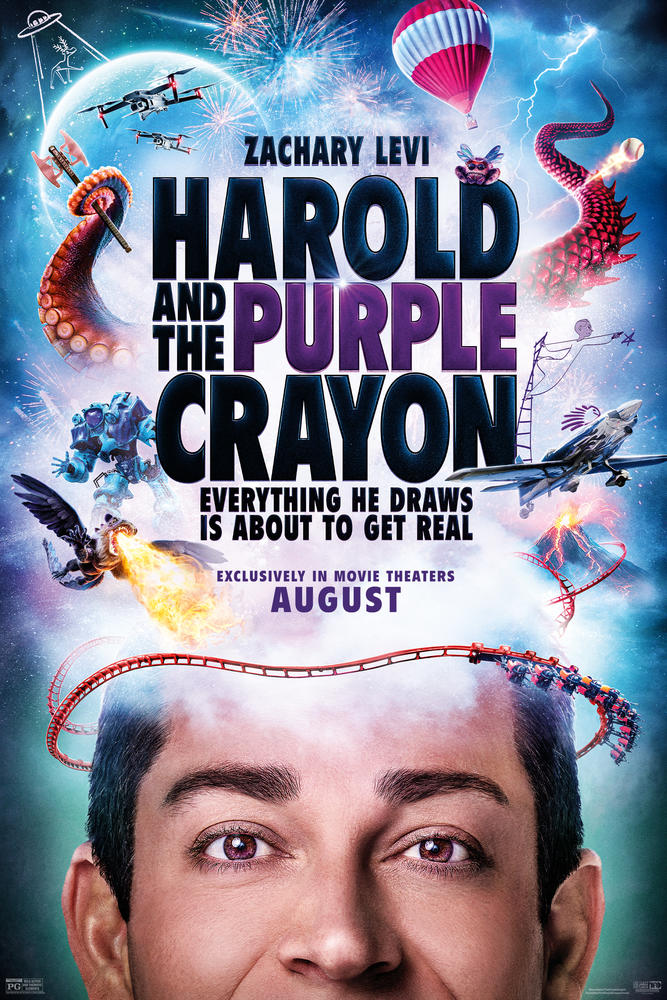 ZACHARY LEVI
HAROLD
AND
THE PURPLE
CRAYON
EVERYTHING HE DRAWS
IS ABOUT TO GET REAL
EXCLUSIVELY IN MOVIE THEATERS
AUGUST
PG